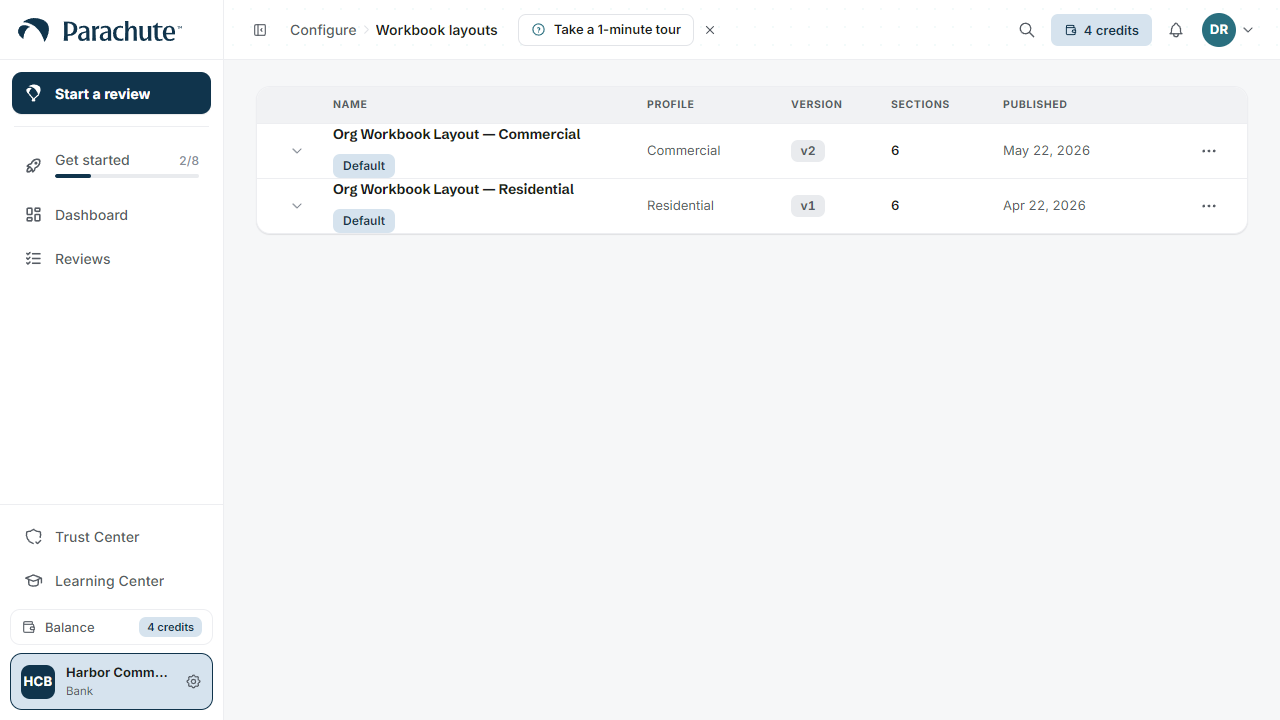 Parachute™
Configure > Workbook layouts
Take a 1-minute tour
4 credits
DR
Start a review
Get started 2/8
Dashboard
Reviews
NAME PROFILE VERSION SECTIONS PUBLISHED
Org Workbook Layout — Commercial
Default
Commercial v2 6 May 22, 2026
Org Workbook Layout — Residential
Default
Residential v1 6 Apr 22, 2026
Trust Center
Learning Center
Balance 4 credits
HCB
Harbor Comm...
Bank